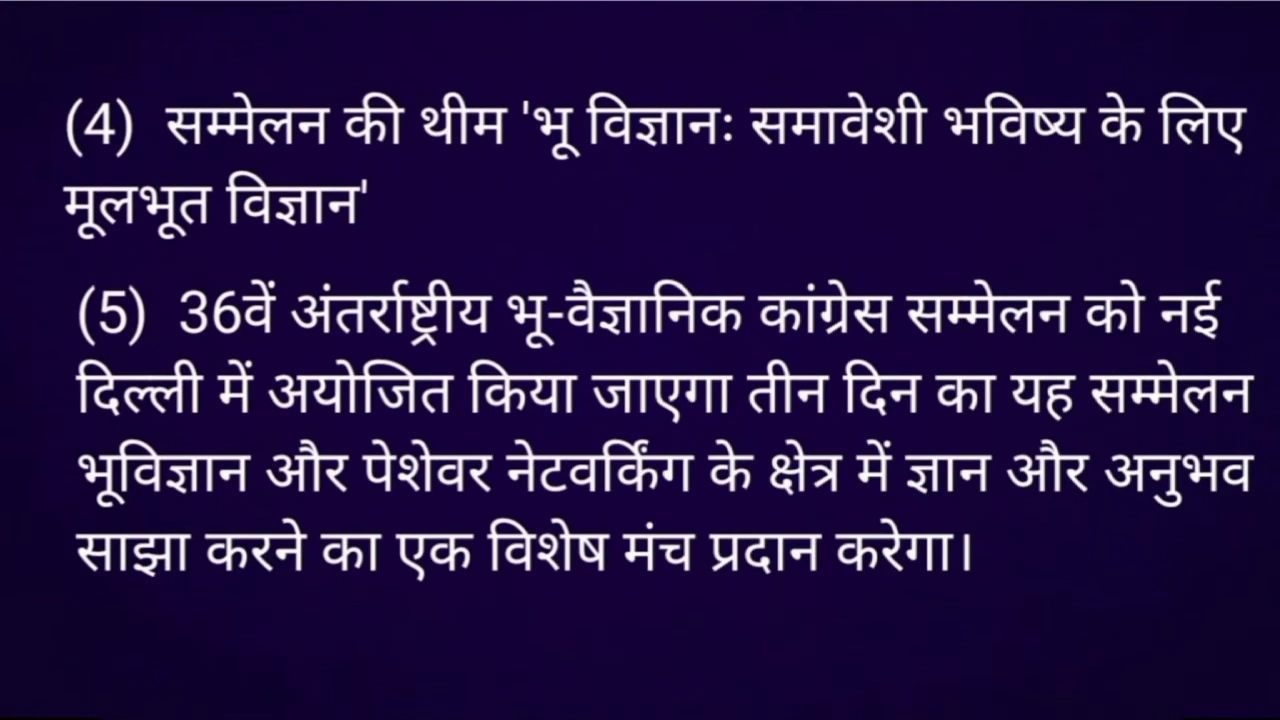 (4) सम्मेलन की थीम 'भू विज्ञानः समावेशी भविष्य के लिए
मूलभूत विज्ञान'
(5) 36वें अंतर्राष्ट्रीय भू-वैज्ञानिक कांग्रेस सम्मेलन को नई
दिल्ली में अयोजित किया जाएगा तीन दिन का यह सम्मेलन
भूविज्ञान और पेशेवर नेटवर्किंग के क्षेत्र में ज्ञान और अनुभव
साझा करने का एक विशेष मंच प्रदान करेगा।